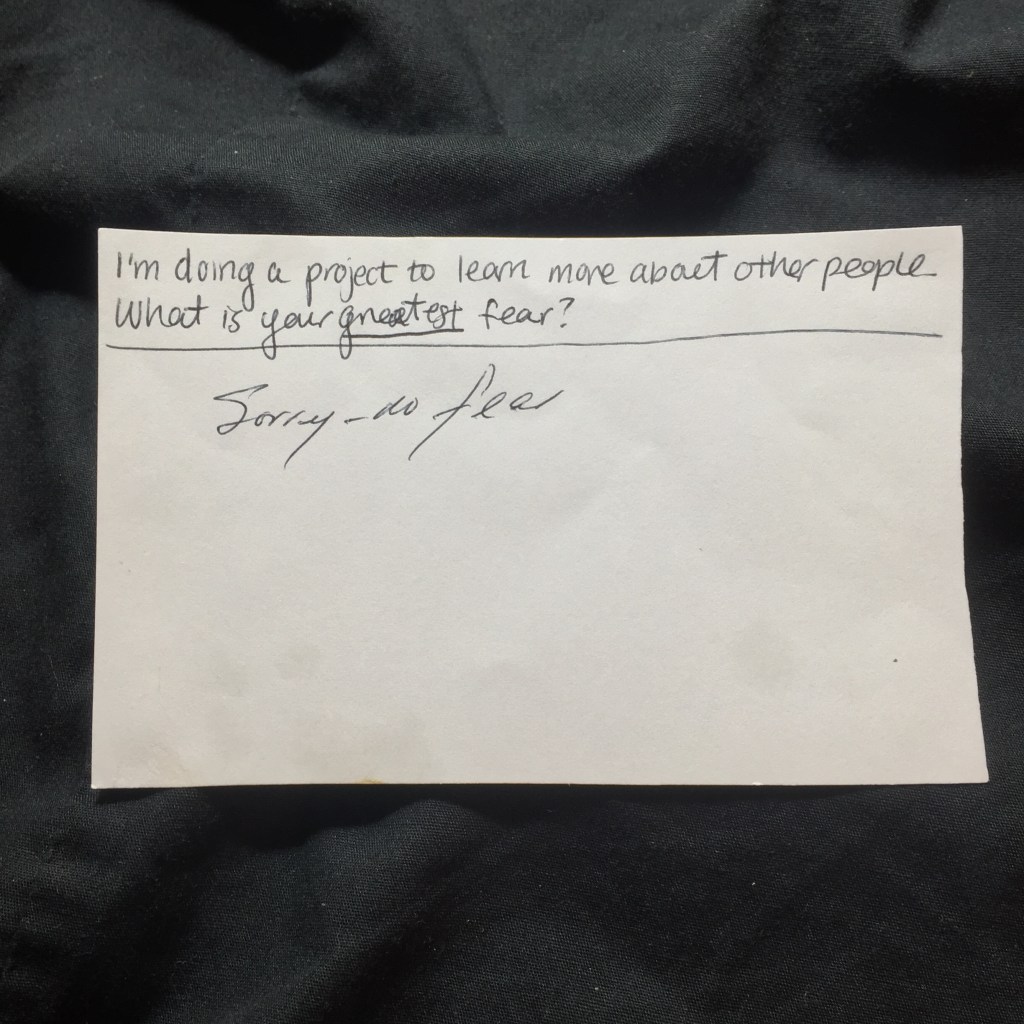 I'm doing a project to learn more about other people
What is your greatest fear?
Sorry - no fear